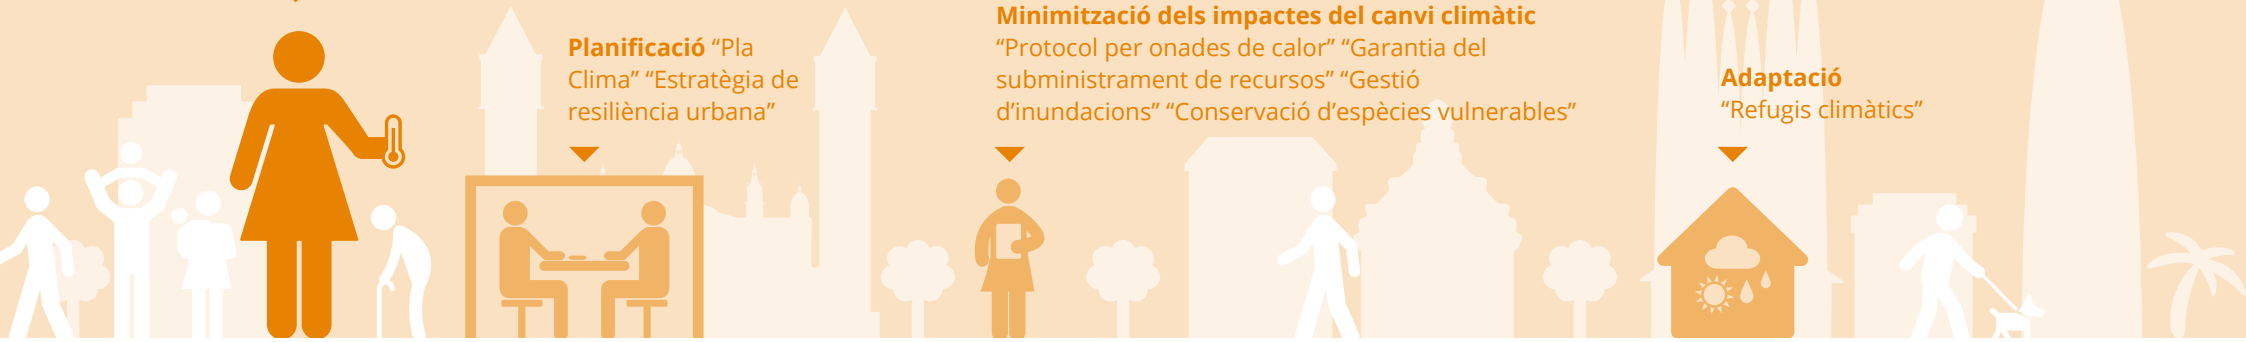 Planificació “Pla
Clima” “Estratègia de
resiliència urbana”
Minimització dels impactes del canvi climàtic
“Protocol per onades de calor” “Garantia del
subministrament de recursos” “Gestió
d’inundacions” “Conservació d’espècies vulnerables”
Adaptació
“Refugis climàtics”